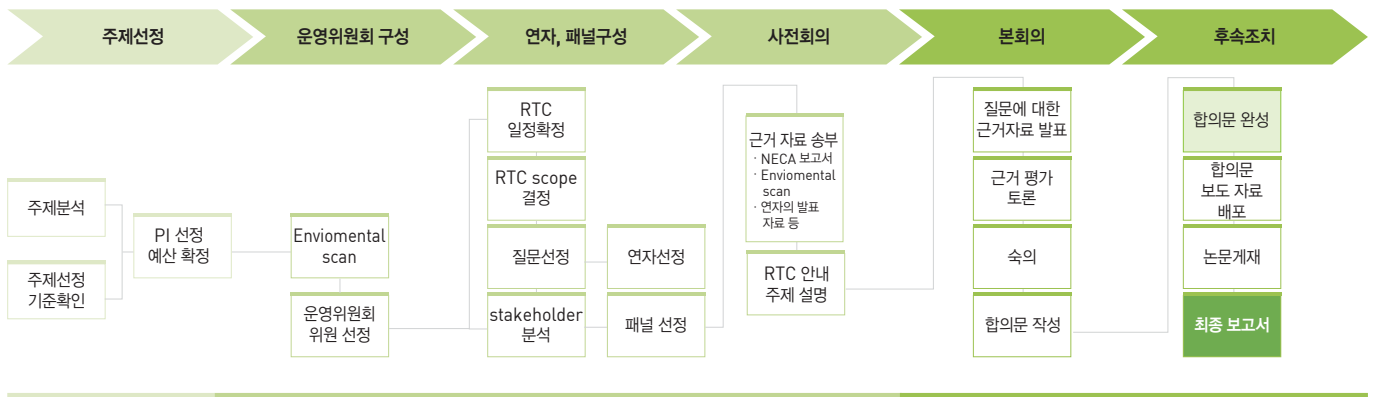 주제선정
운영위원회 구성
연자, 패널구성
사전회의
본회의
후속조치
주제분석
주제선정
기준확인
PI 선정
예산 확정
Enviomental
scan
운영위원회
위원 선정
RTC
일정확정
RTC scope
결정
질문선정
stakeholder
분석
연자선정
패널 선정
근거 자료 송부
· NECA 보고서
· Enviomental
scan
· 연자의 발표
자료 등
RTC 안내
주제 설명
질문에 대한
근거자료 발표
근거 평가
토론
숙의
합의문 작성
합의문 완성
합의문
보도 자료
배포
논문게재
최종 보고서